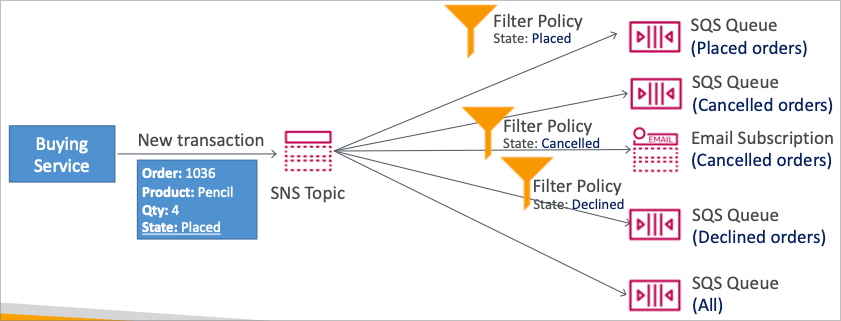 Filter Policy
State: Placed
SQS Queue
(Placed orders)
SQS Queue
(Cancelled orders)
Buying
Service
New transaction
Order: 1036
Product: Pencil
Qty: 4
State: Placed
SNS Topic
Filter Policy
State: Cancelled
EMAIL
Email Subscription
(Cancelled orders)
Filter Policy
State: Declined
SQS Queue
(Declined orders)
SQS Queue
(All)